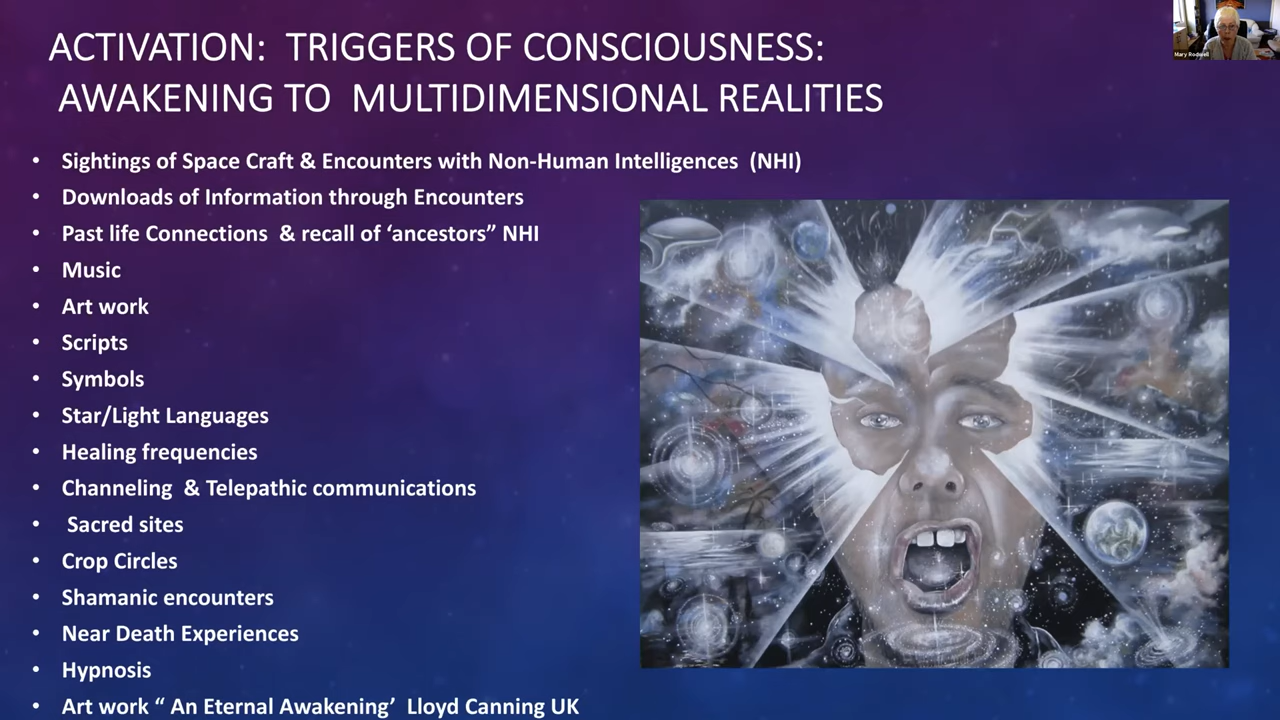 ACTIVATION: TRIGGERS OF CONSCIOUSNESS:
AWAKENING TO MULTIDIMENSIONAL REALITIES
Mary Rodwell
• Sightings of Space Craft & Encounters with Non-Human Intelligences (NHI)
• Downloads of Information through Encounters
• Past life Connections & recall of ‘ancestors” NHI
• Music
• Art work
• Scripts
• Symbols
• Star/Light Languages
• Healing frequencies
• Channeling & Telepathic communications
• Sacred sites
• Crop Circles
• Shamanic encounters
• Near Death Experiences
• Hypnosis
• Art work “ An Eternal Awakening’ Lloyd Canning UK